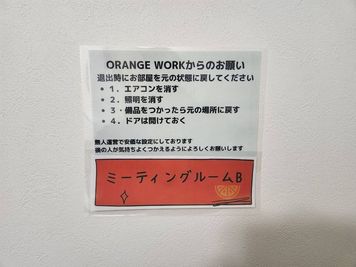 ORANGE WORKからのお願い
退出時にお部屋を元の状態に戻してください
• 1. エアコンを消す
• 2. 照明を消す
• 3・備品をつかったら元の場所に戻す
• 4. ドアは開けておく
無人運営で安価な設定にしております
次の人が気持ちよくつかえるようによろしくお願いします
ミーティングルームB